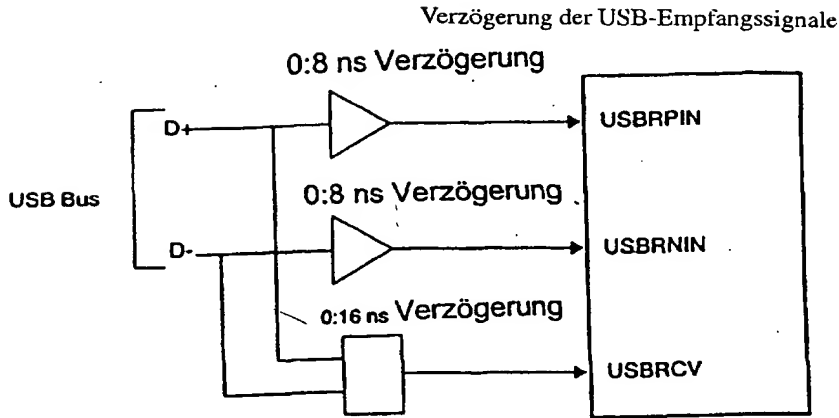 Verzögerung der USB-Empfangssignale
0:8 ns Verzögerung
D+
USBRPIN
0:8 ns Verzögerung
USB Bus
D-
USBRNIN
0:16 ns Verzögerung
USBRCV